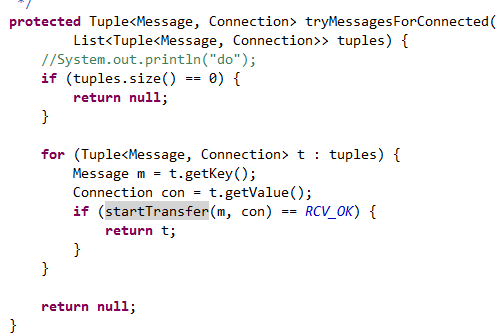 */
protected Tuple<Message, Connection> tryMessagesForConnected(
        List<Tuple<Message, Connection>> tuples) {
    //System.out.println("do");
    if (tuples.size() == 0) {
        return null;
    }

    for (Tuple<Message, Connection> t : tuples) {
        Message m = t.getKey();
        Connection con = t.getValue();
        if (startTransfer(m, con) == RCV_OK) {
            return t;
        }
    }

    return null;
}